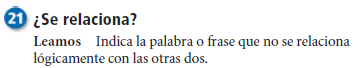 21 ¿Se relaciona?
Leamos Indica la palabra o frase que no se relaciona
lógicamente con las otras dos.